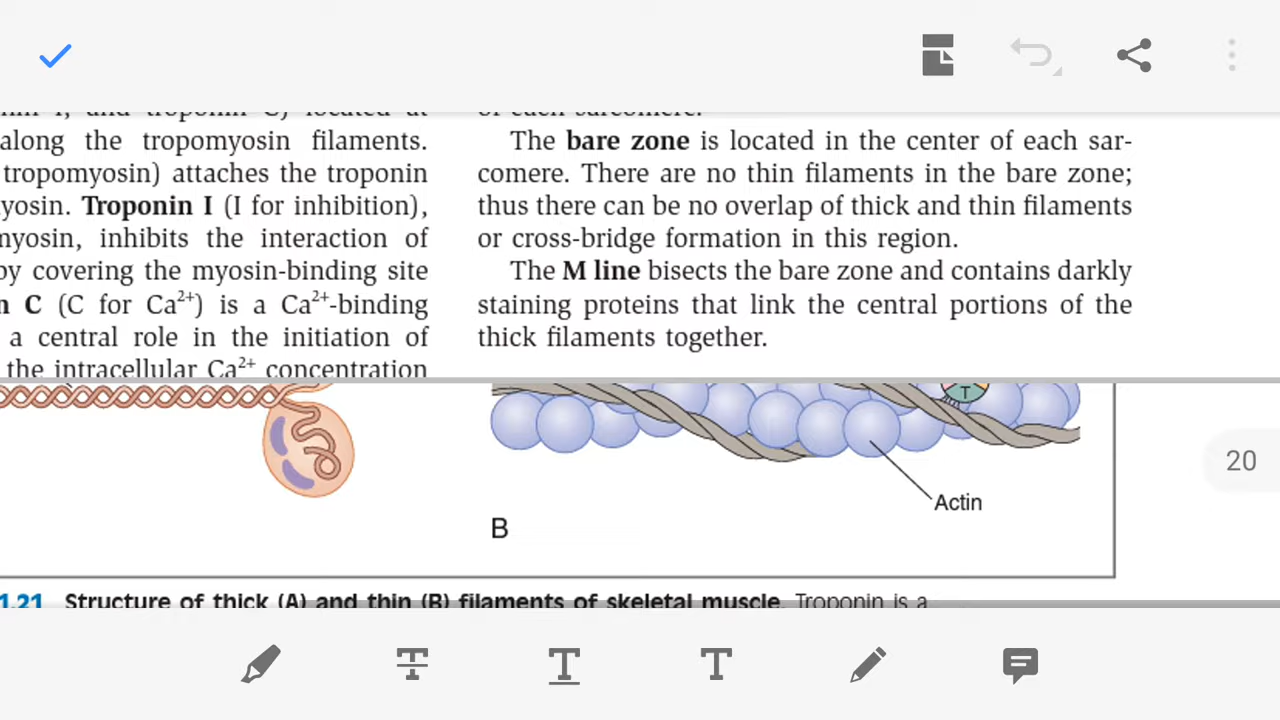 along the tropomyosin filaments.
tropomyosin) attaches the troponin
yosin. Troponin I (I for inhibition),
myosin, inhibits the interaction of
by covering the myosin-binding site
n C (C for Ca²⁺) is a Ca²⁺-binding
a central role in the initiation of
the intracellular Ca²⁺ concentration
of each sarcomere.
The bare zone is located in the center of each sar-
comere. There are no thin filaments in the bare zone;
thus there can be no overlap of thick and thin filaments
or cross-bridge formation in this region.
The M line bisects the bare zone and contains darkly
staining proteins that link the central portions of the
thick filaments together.
T
Actin
B
20
1.21 Structure of thick (A) and thin (B) filaments of skeletal muscle. Troponin is a
T
T
T